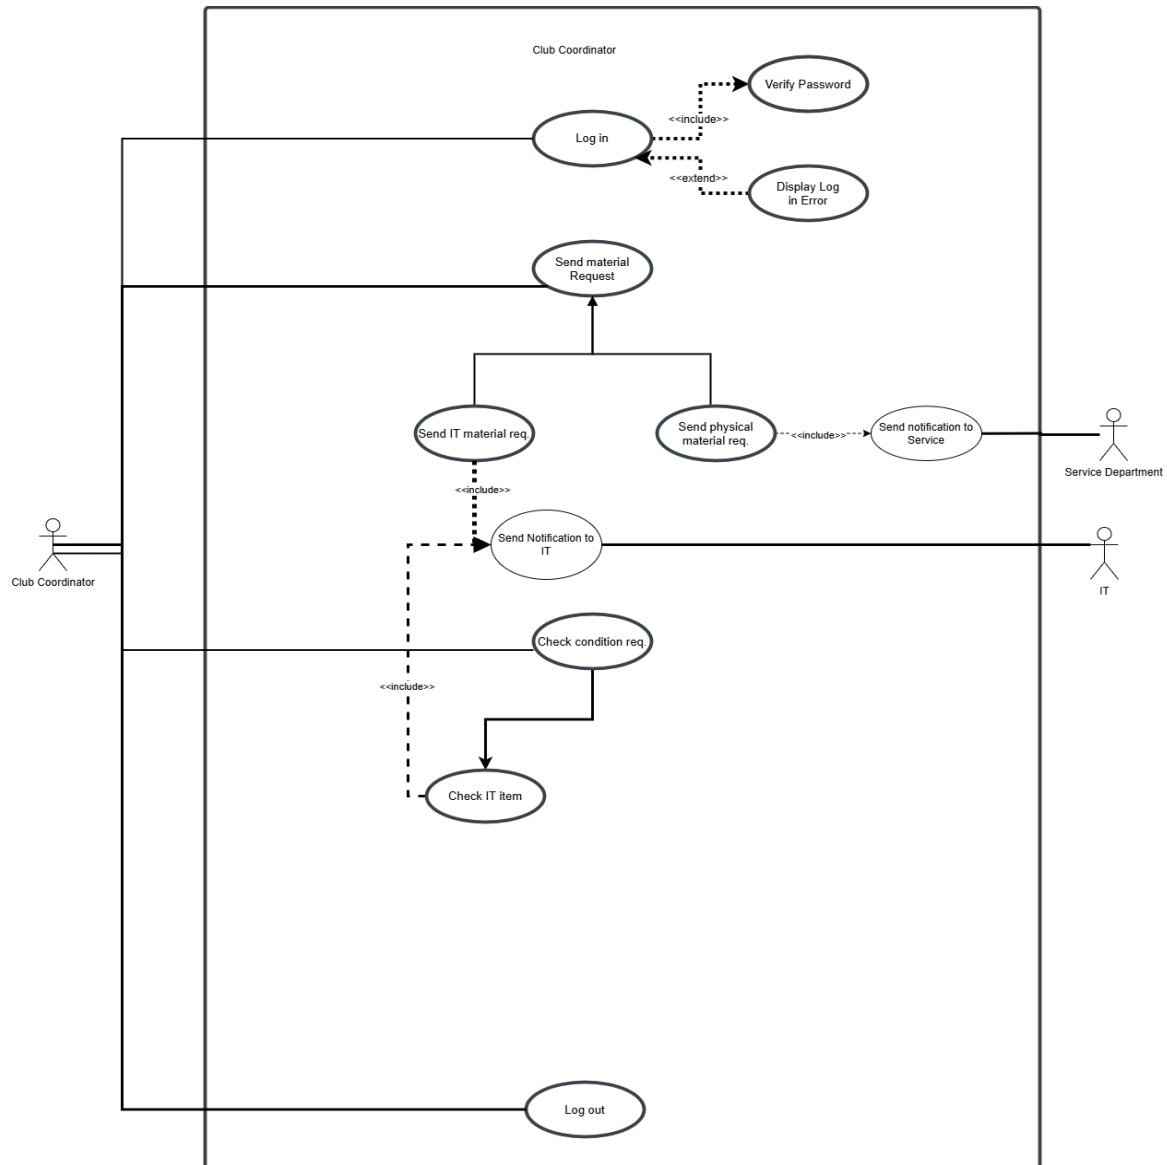 Club Coordinator
Verify Password
<<include>>
Log in
<<extend>>
Display Log
in Error
Send material
Request
Send IT material req.
Send physical
material req.
<<include>>
Send notification to
Service
Service Department
<<include>>
Send Notification to
IT
Club Coordinator
IT
Check condition req.
<<include>>
Check IT item
Log out